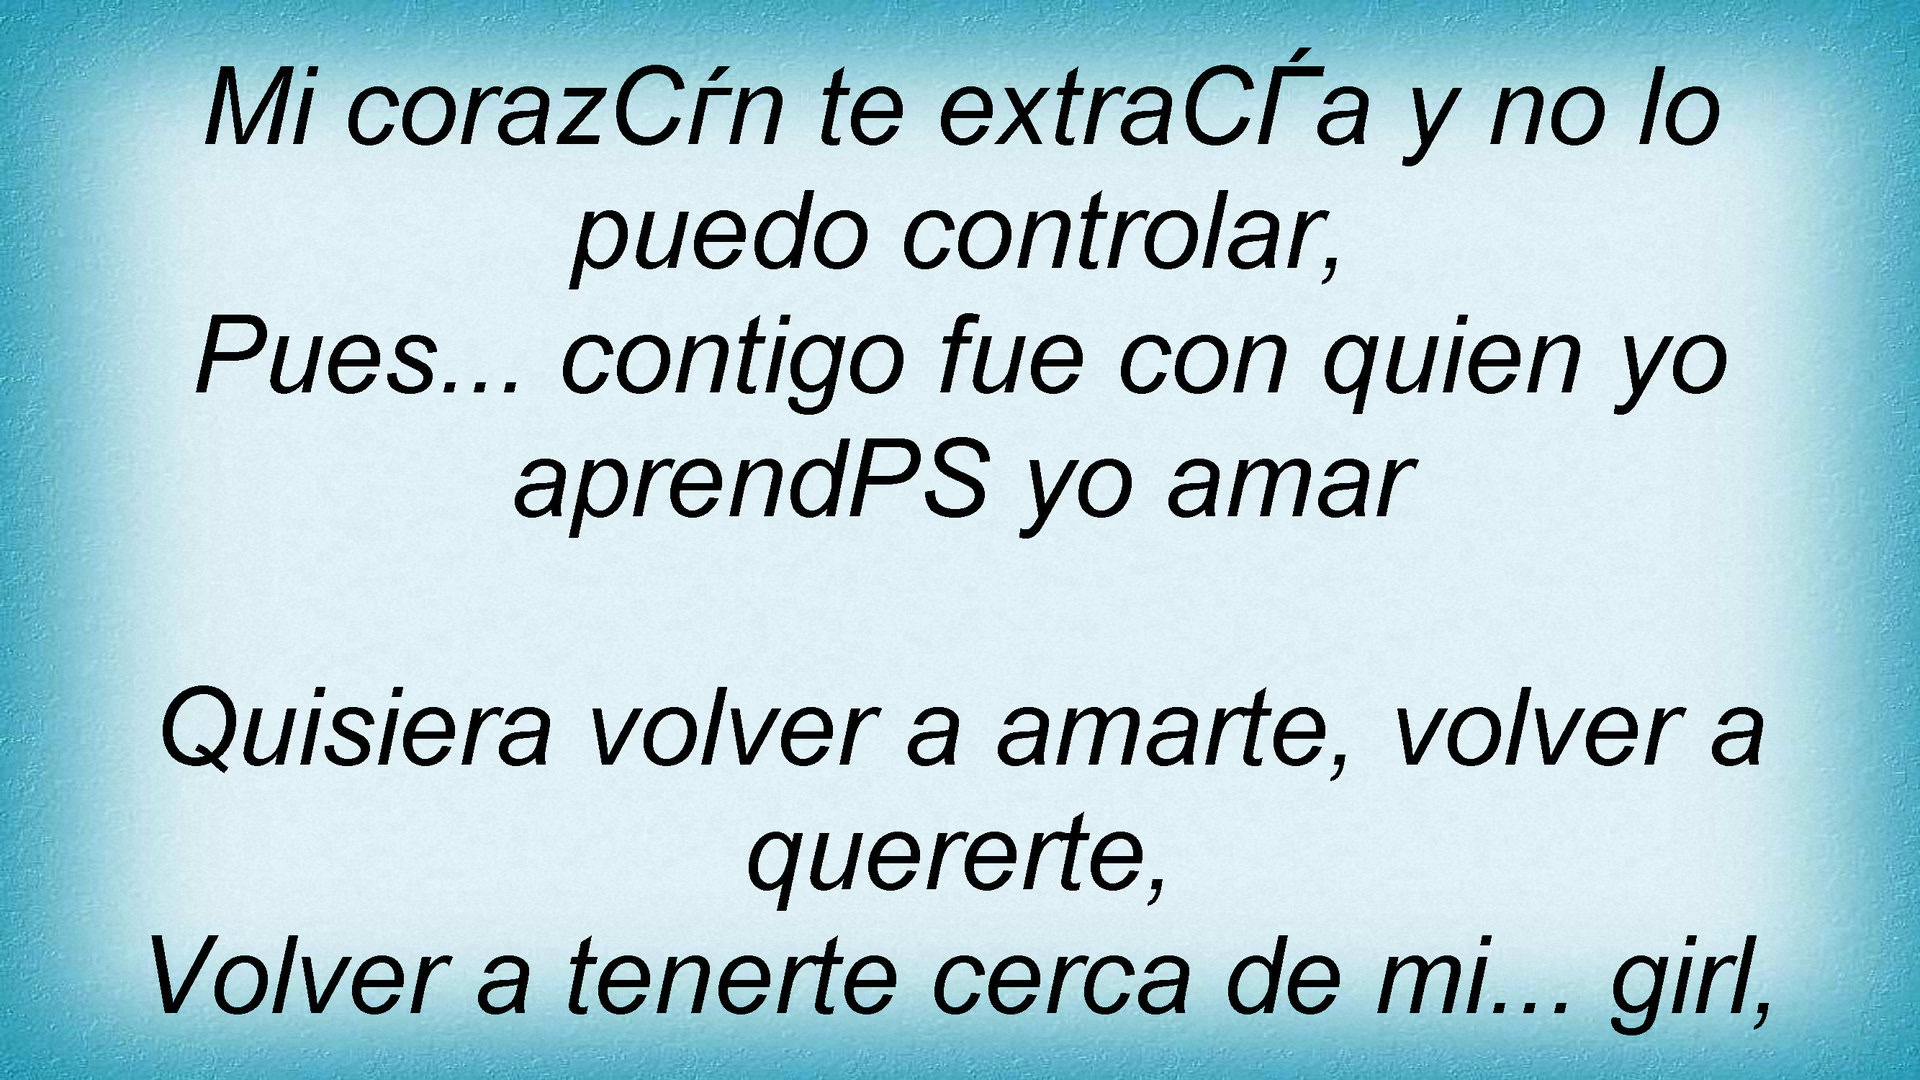 Mi corazCѓn te extraCЃa y no lo
puedo controlar,
Pues... contigo fue con quien yo
aprendPS yo amar
Quisiera volver a amarte, volver a
quererte,
Volver a tenerte cerca de mi... girl,